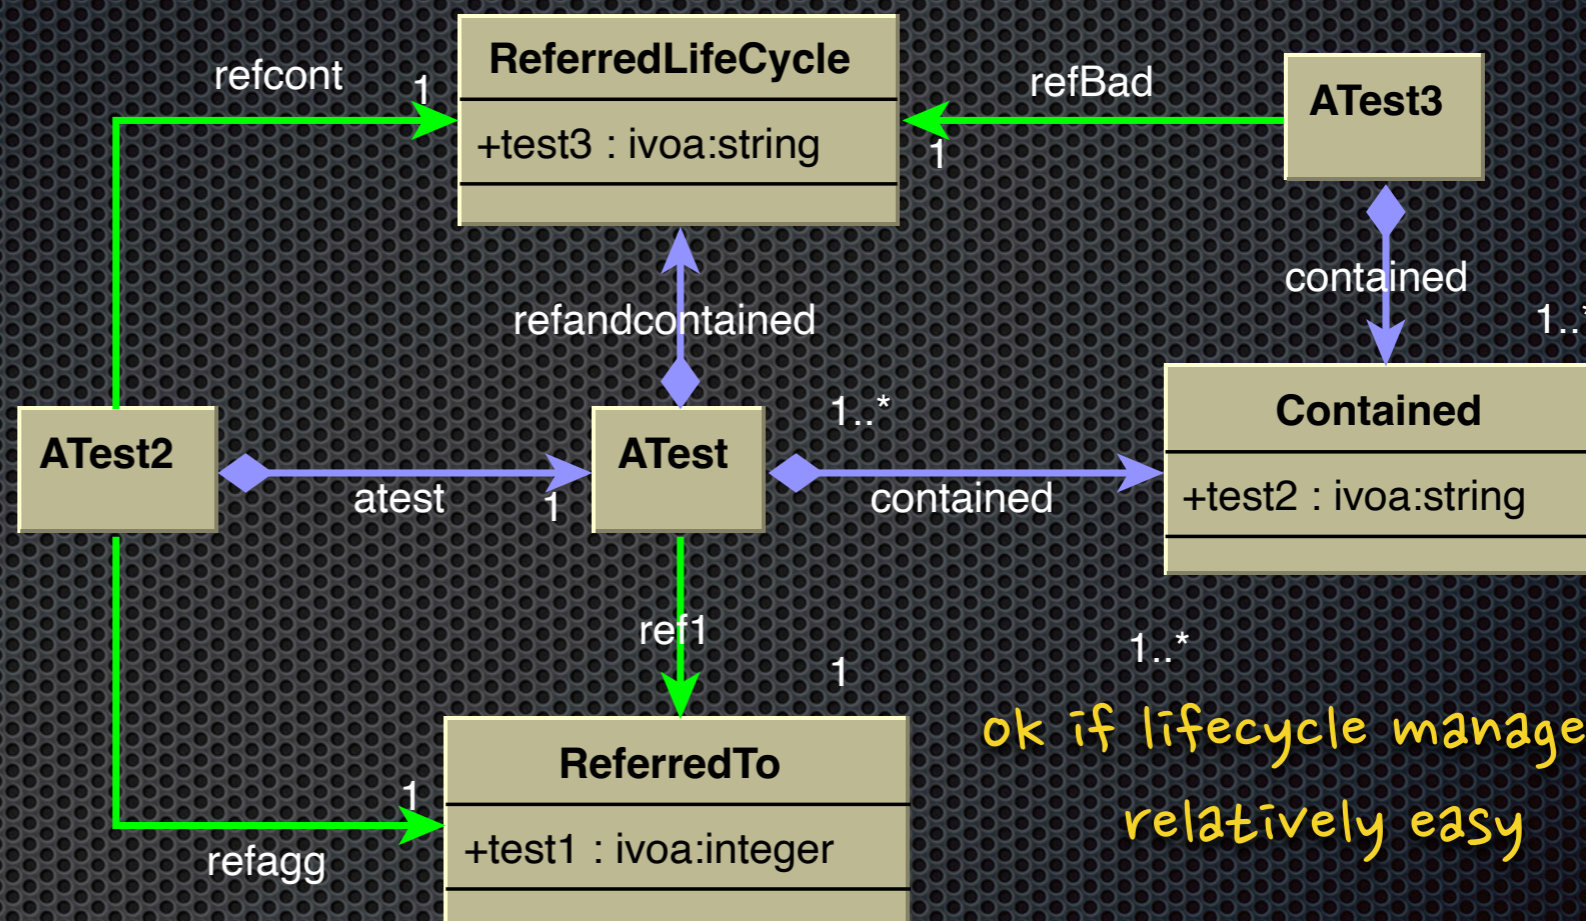 ReferredLifeCycle
+test3 : ivoa:string
refcont
1
refBad
1
ATest3
refandcontained
contained
1..*
ATest2
atest
1
ATest
1..*
contained
Contained
+test2 : ivoa:string
ref1
1
1..*
ReferredTo
+test1 : ivoa:integer
1
refagg
ok if lifecycle manage
relatively easy